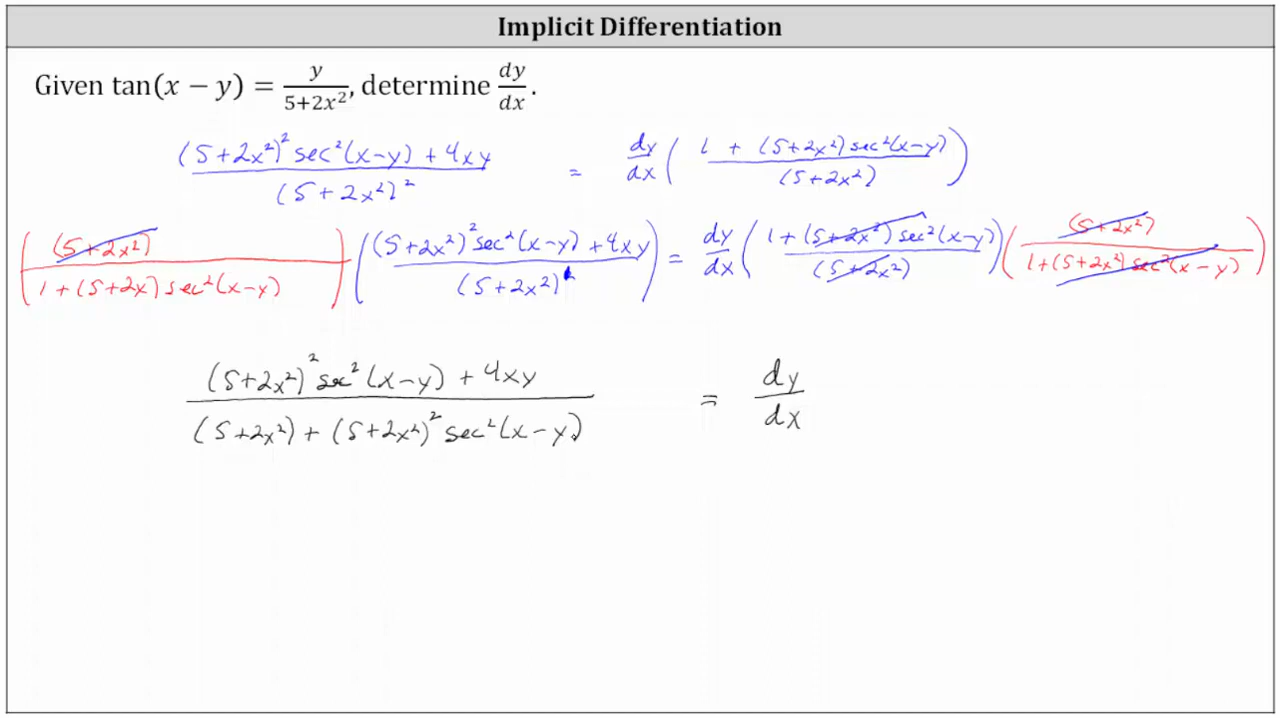 Implicit Differentiation
Given tan(x − y) = y/(5+2x²), determine dy/dx.
((5+2x²)² sec²(x−y) + 4xy)/((5+2x²)²) = dy/dx ((1 + (5+2x²) sec²(x−y))/((5+2x²)))
((5+2x²)/(1 + (5+2x) sec²(x−y))) (((5+2x²)² sec²(x−y) + 4xy)/((5+2x²))) = dy/dx ((1 + (5+2x²) sec²(x−y))/((5+2x²))) ((5+2x²)/(1+(5+2x²) sec²(x−y)))
((5+2x²)² sec²(x−y) + 4xy)/((5+2x²) + (5+2x²)² sec²(x−y)) = dy/dx